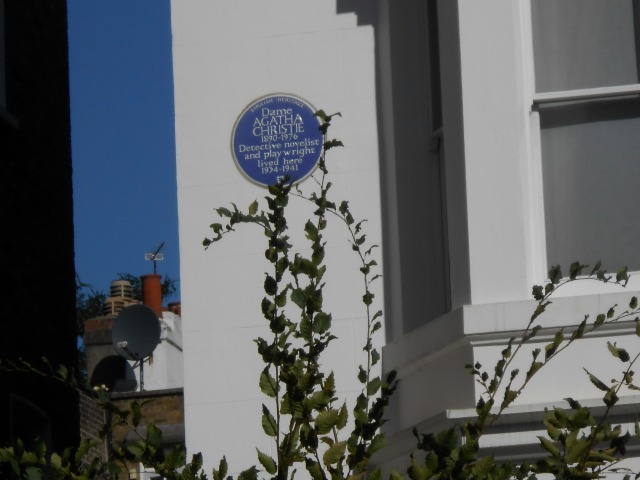 ENGLISH HERITAGE
Dame
AGATHA
CHRISTIE
1890-1976
Detective novelist
and playwright
lived here
1934-1941